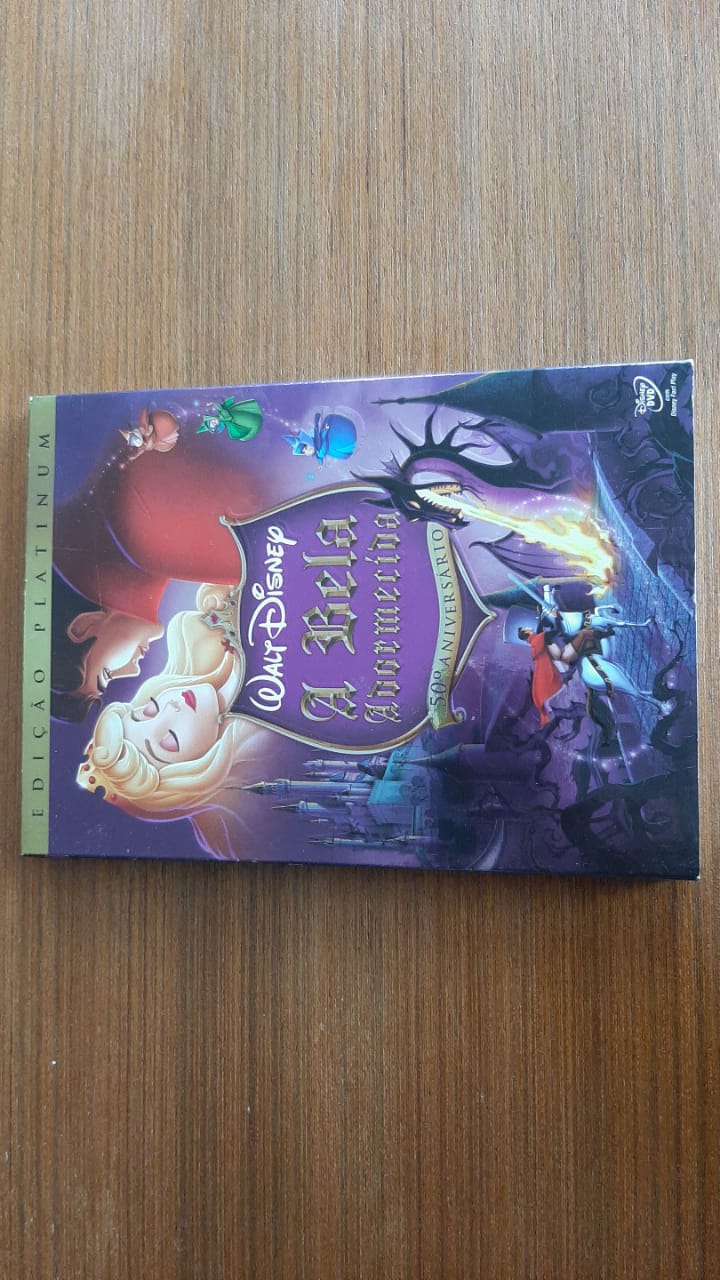 EDIÇÃO PLATINUM
WALT DISNEY
A Bela
Adormecida
50º ANIVERSÁRIO
Disney
DVD
com
Disney Fast Play